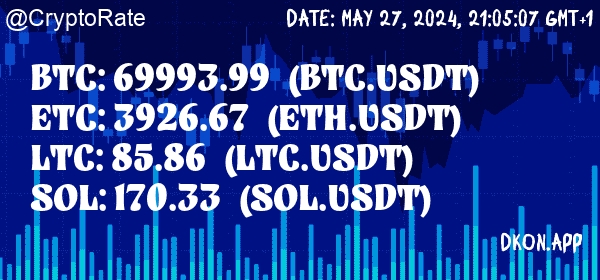 @CryptoRate
DATE: MAY 27, 2024, 21:05:07 GMT+1
BTC: 69993.99 (BTC.USDT)
ETC: 3926.67 (ETH.USDT)
LTC: 85.86 (LTC.USDT)
SOL: 170.33 (SOL.USDT)
DKON.APP